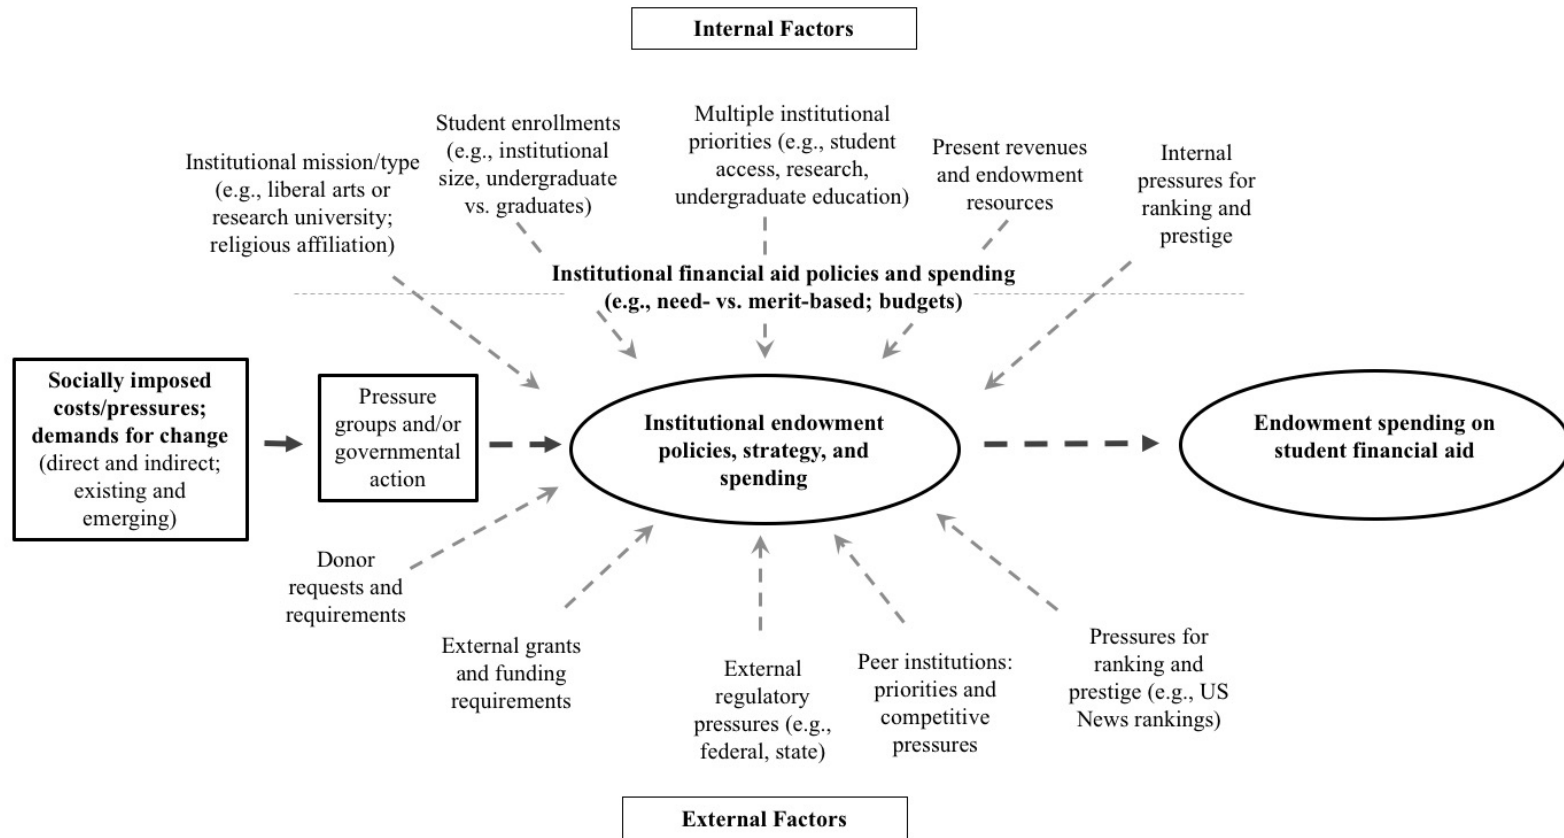 Internal Factors
Institutional mission/type
(e.g., liberal arts or
research university;
religious affiliation)
Student enrollments
(e.g., institutional
size, undergraduate
vs. graduates)
Multiple institutional
priorities (e.g., student
access, research,
undergraduate education)
Present revenues
and endowment
resources
Internal
pressures for
ranking and
prestige
Institutional financial aid policies and spending
(e.g., need- vs. merit-based; budgets)
Socially imposed
costs/pressures;
demands for change
(direct and indirect;
existing and
emerging)
Pressure
groups and/or
governmental
action
Institutional endowment
policies, strategy, and
spending
Endowment spending on
student financial aid
Donor
requests and
requirements
External grants
and funding
requirements
External
regulatory
pressures (e.g.,
federal, state)
Peer institutions:
priorities and
competitive
pressures
Pressures for
ranking and
prestige (e.g., US
News rankings)
External Factors